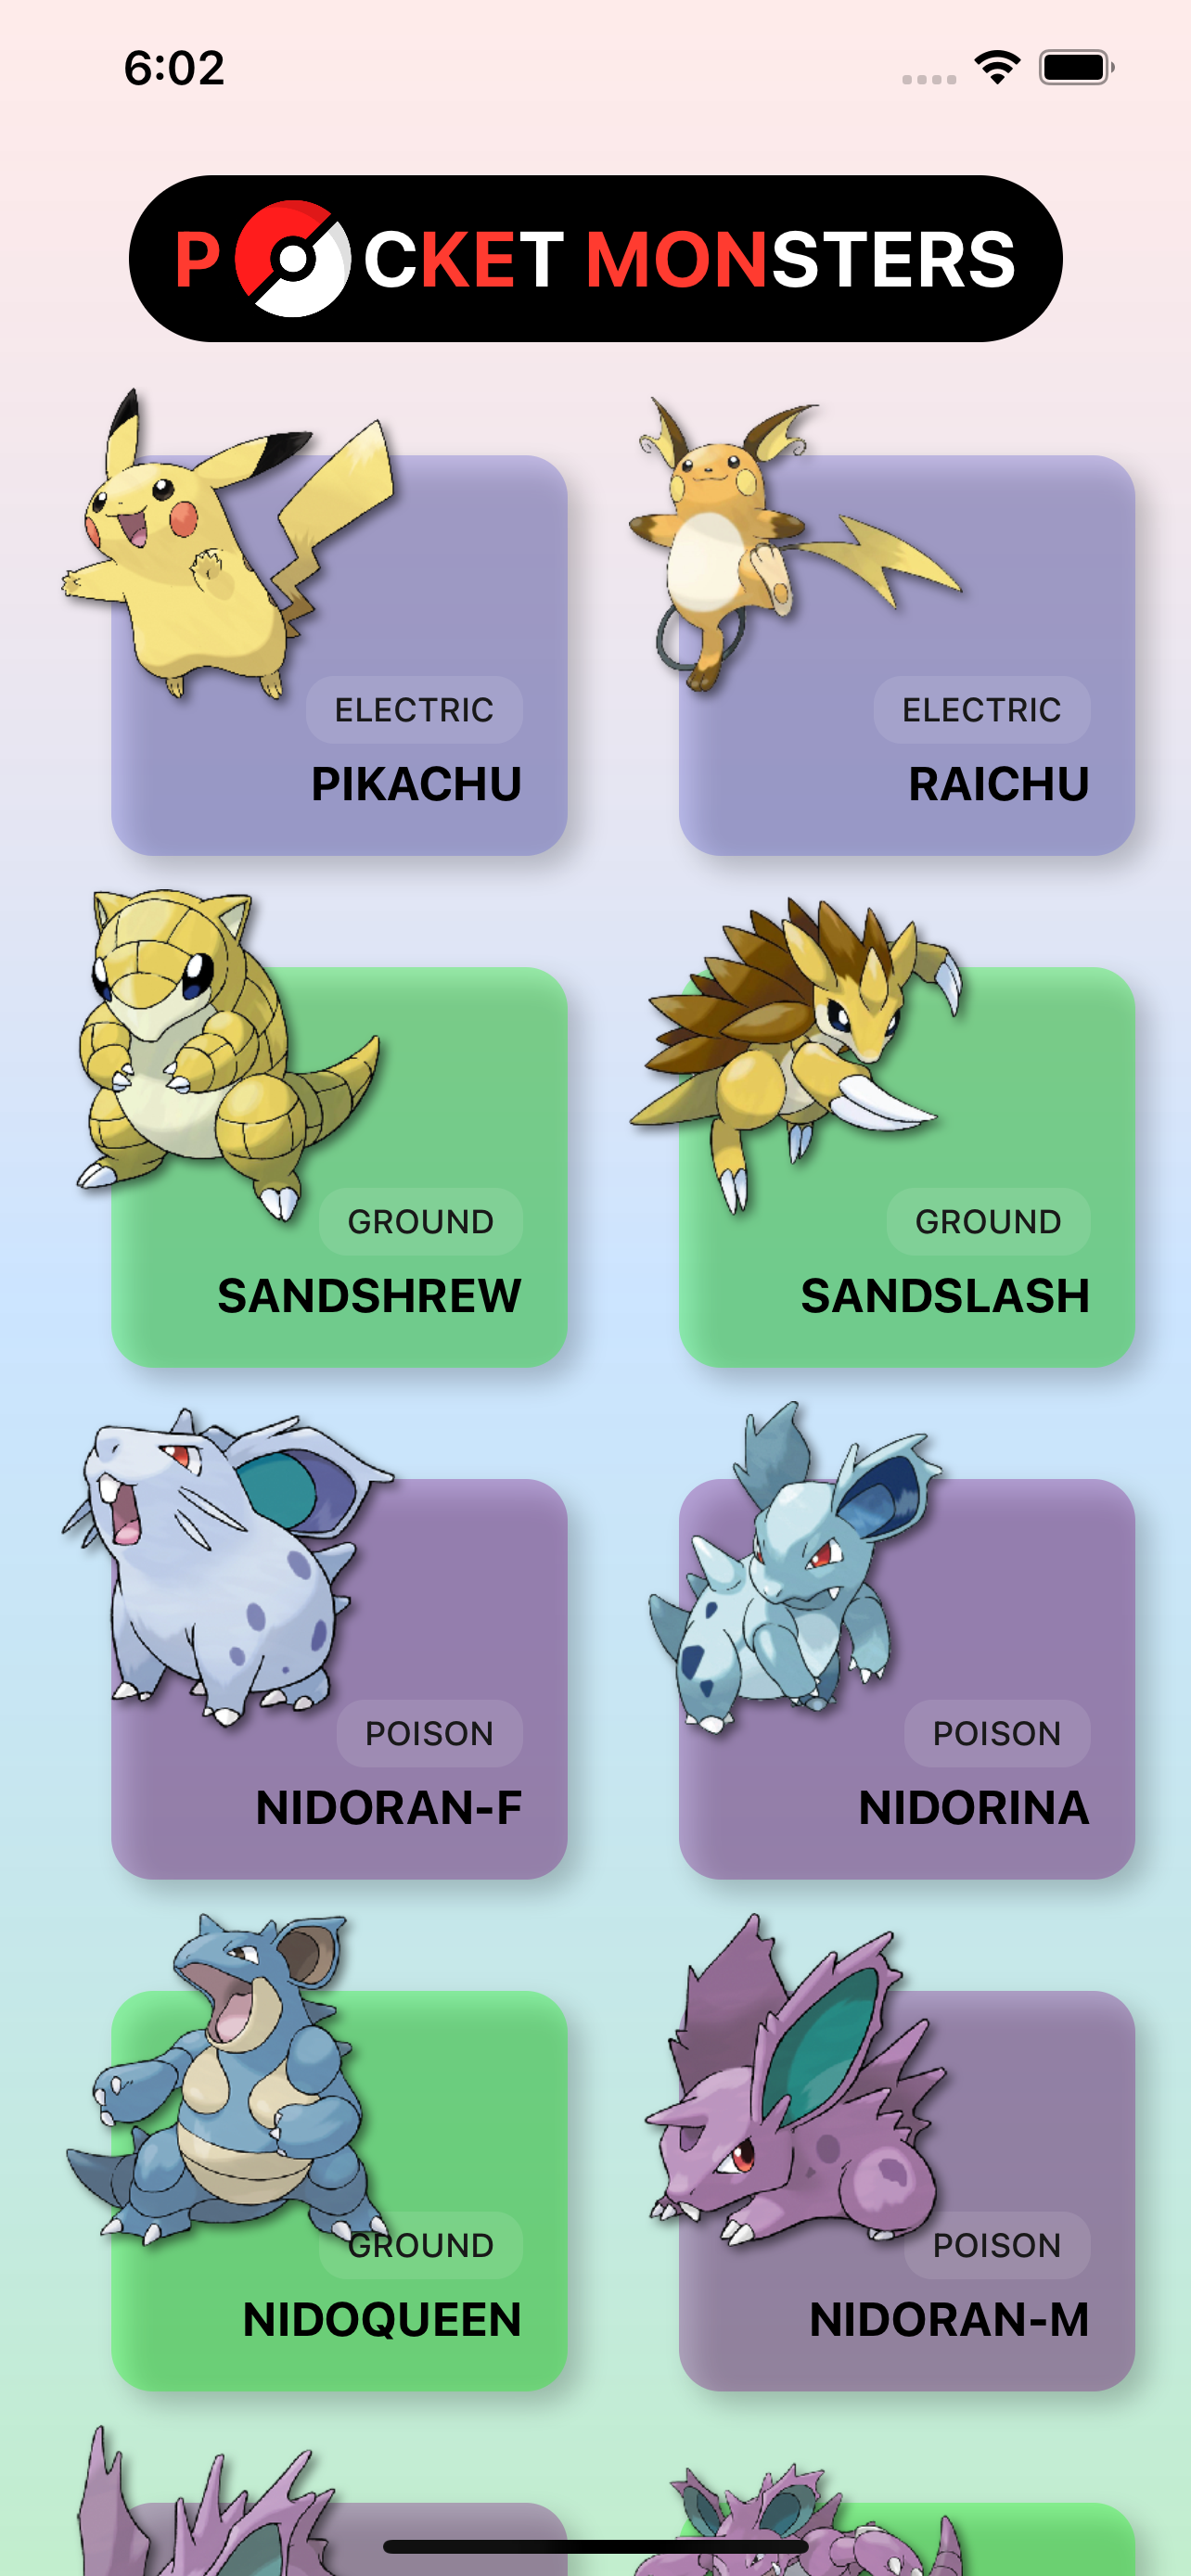 6:02
P CKET MONSTERS
ELECTRIC
PIKACHU
ELECTRIC
RAICHU
GROUND
SANDSHREW
GROUND
SANDSLASH
POISON
NIDORAN-F
POISON
NIDORINA
GROUND
NIDOQUEEN
POISON
NIDORAN-M